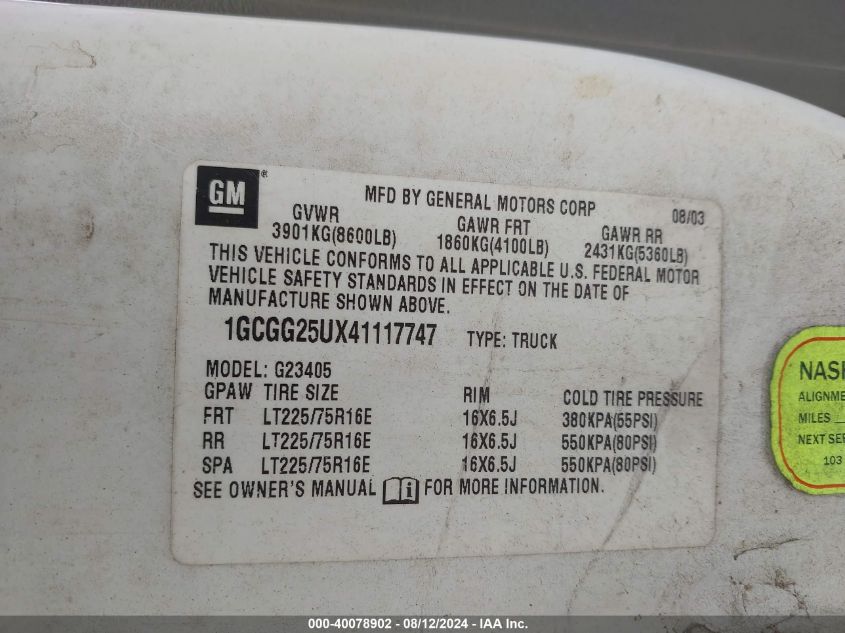 GM ®
MFD BY GENERAL MOTORS CORP 08/03
GVWR GAWR FRT GAWR RR
3901KG(8600LB) 1860KG(4100LB) 2431KG(5360LB)
THIS VEHICLE CONFORMS TO ALL APPLICABLE U.S. FEDERAL MOTOR
VEHICLE SAFETY STANDARDS IN EFFECT ON THE DATE OF
MANUFACTURE SHOWN ABOVE.
1GCGG25UX41117747 TYPE: TRUCK
MODEL: G23405
GPAW TIRE SIZE RIM COLD TIRE PRESSURE
FRT LT225/75R16E 16X6.5J 380KPA(55PSI)
RR LT225/75R16E 16X6.5J 550KPA(80PSI)
SPA LT225/75R16E 16X6.5J 550KPA(80PSI)
SEE OWNER'S MANUAL i FOR MORE INFORMATION.
MILES
NEXT
103
000-40078902 - 08/12/2024 - IAA Inc.